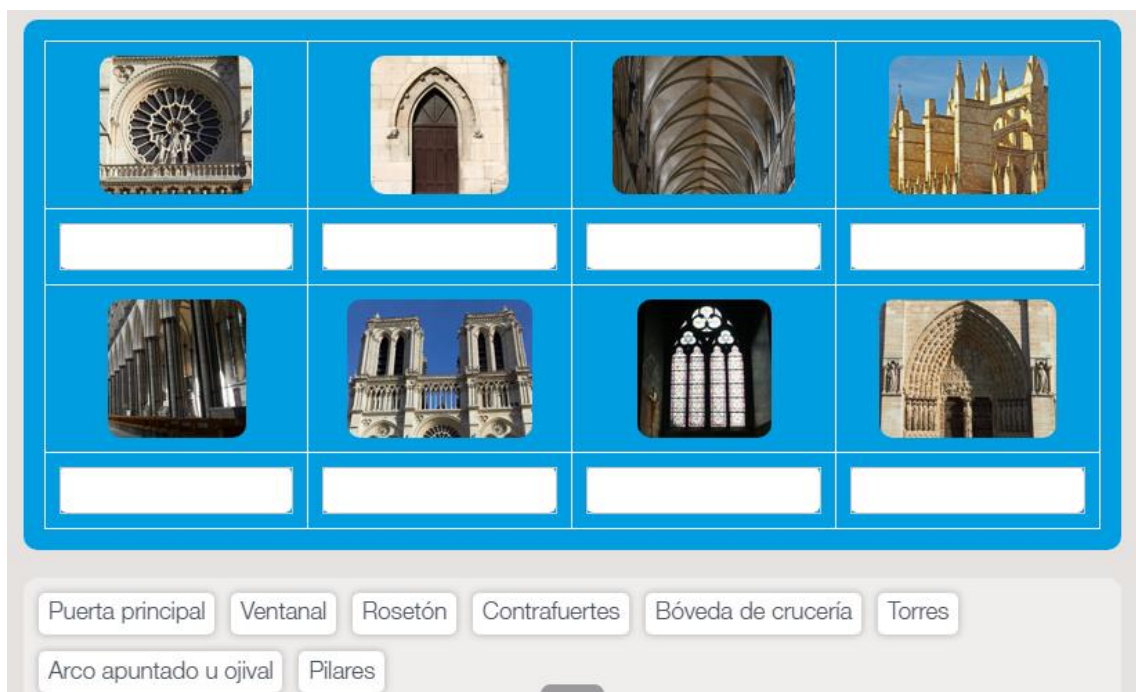 Puerta principal Ventanal Rosetón Contrafuertes Bóveda de crucería Torres
Arco apuntado u ojival Pilares